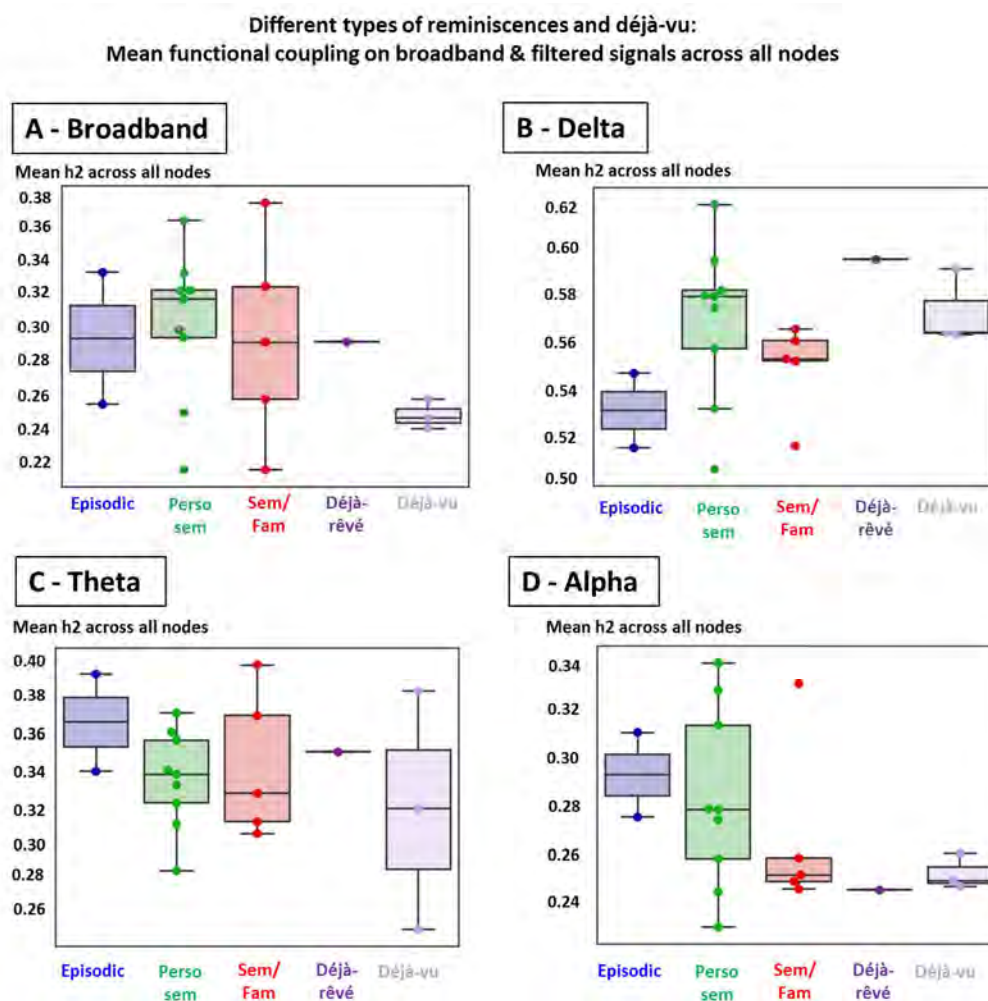 Different types of reminiscences and déjà-vu:
Mean functional coupling on broadband & filtered signals across all nodes
A - Broadband
Mean h2 across all nodes
0.38
0.36
0.34
0.32
0.30
0.28
0.26
0.24
0.22
Episodic
Perso
sem
Sem/
Fam
Déjà-
rêvé
Déjà-vu
B - Delta
Mean h2 across all nodes
0.62
0.60
0.58
0.56
0.54
0.52
0.50
Episodic
Perso
sem
Sem/
Fam
Déjà-
rêvé
Déjà-vu
C - Theta
Mean h2 across all nodes
0.40
0.38
0.36
0.34
0.32
0.30
0.28
0.26
Episodic
Perso
sem
Sem/
Fam
Déjà-
rêvé
Déjà-vu
D - Alpha
Mean h2 across all nodes
0.34
0.32
0.30
0.28
0.26
0.24
Episodic
Perso
sem
Sem/
Fam
Déjà-
rêvé
Déjà-vu